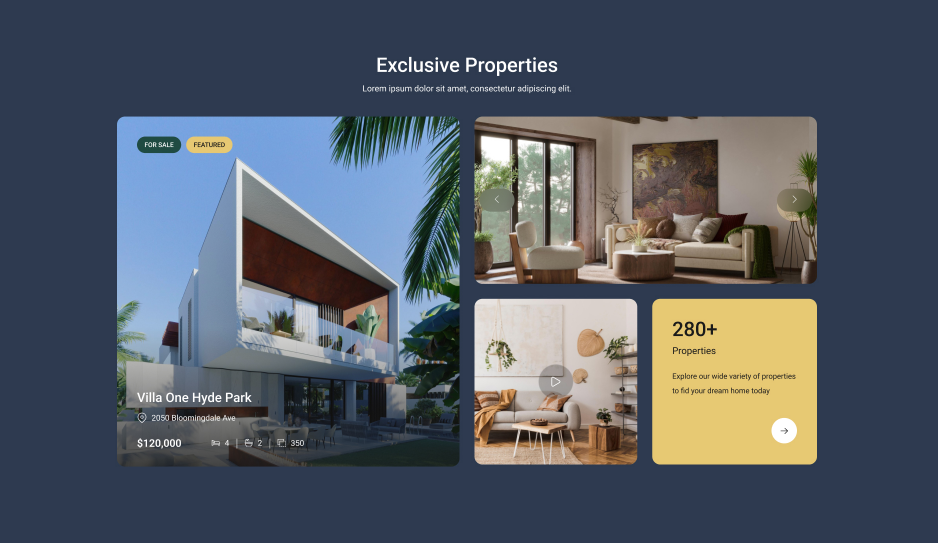 Exclusive Properties
Lorem ipsum dolor sit amet, consectetur adipiscing elit.
FOR SALE
FEATURED
Villa One Hyde Park
2050 Bloomingdale Ave
$120,000
4
2
350
280+
Properties
Explore our wide variety of properties
to fid your dream home today